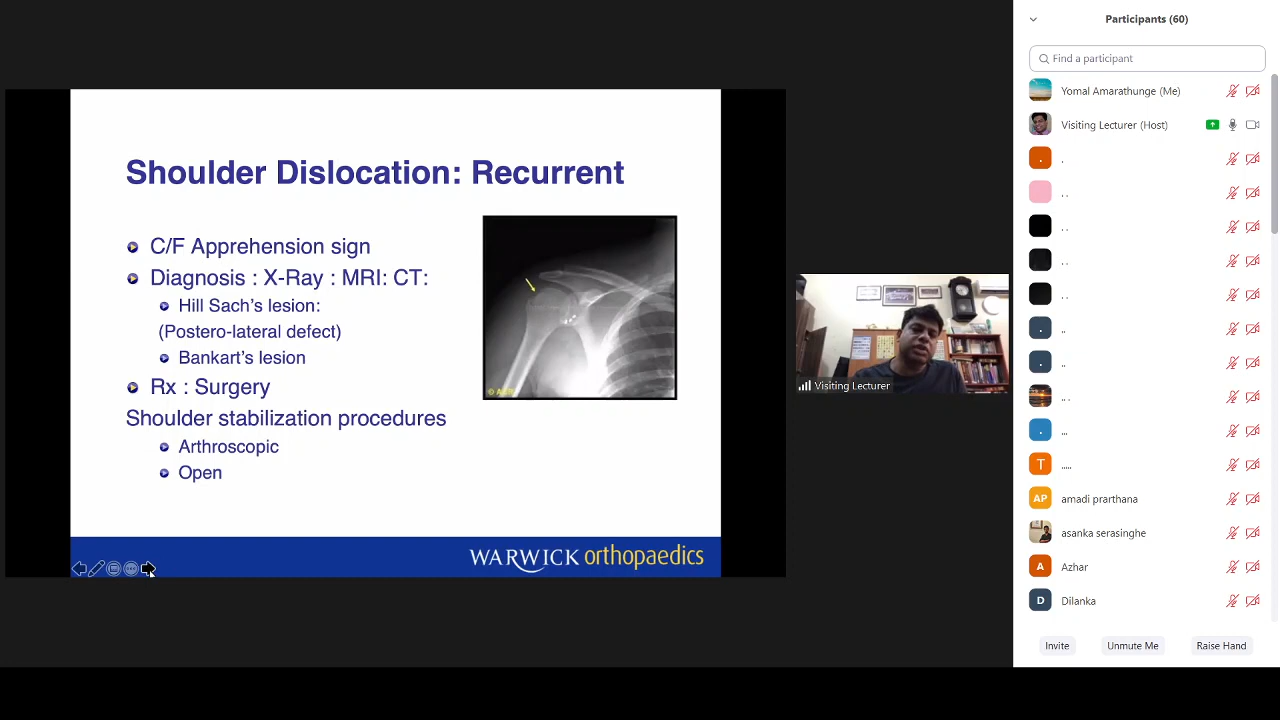 Shoulder Dislocation: Recurrent
C/F Apprehension sign
Diagnosis : X-Ray : MRI: CT:
Hill Sach's lesion:
(Postero-lateral defect)
Bankart's lesion
Rx : Surgery
Shoulder stabilization procedures
Arthroscopic
Open
WARWICK orthopaedics
Visiting Lecturer
Participants (60)
Find a participant
Yomal Amarathunge (Me)
Visiting Lecturer (Host)
. .
. .
. .
. .
. .
. ..
. ..
.. .
. ...
T .....
AP amadi prarthana
asanka serasinghe
A Azhar
D Dilanka
Invite
Unmute Me
Raise Hand